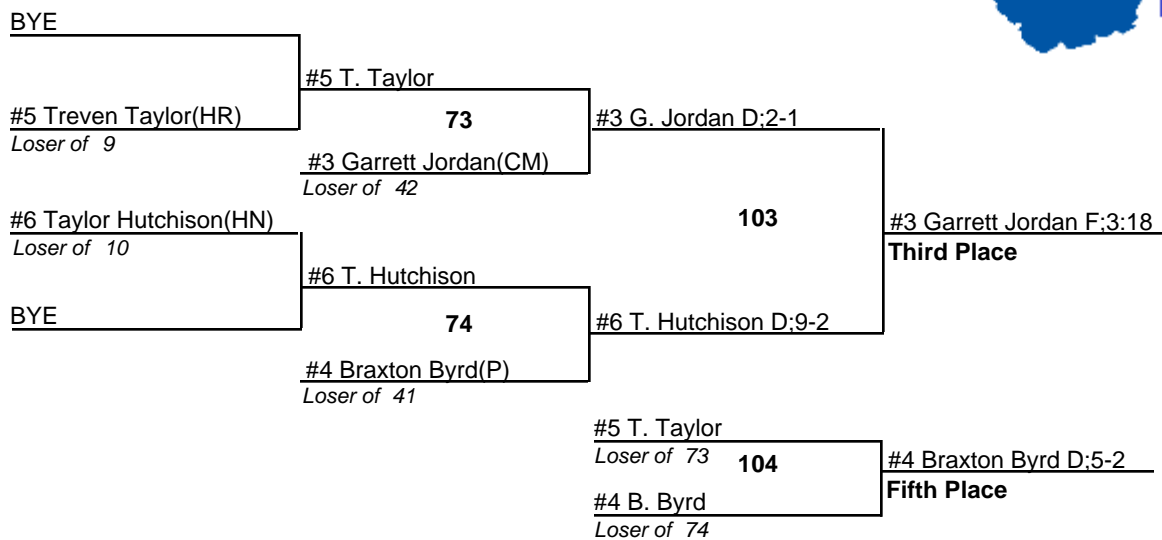 BYE
#5 T. Taylor
#5 Treven Taylor(HR)
Loser of 9
73
#3 G. Jordan D;2-1
#3 Garrett Jordan(CM)
Loser of 42
#6 Taylor Hutchison(HN)
Loser of 10
103
#3 Garrett Jordan F;3:18
Third Place
#6 T. Hutchison
BYE
74
#6 T. Hutchison D;9-2
#4 Braxton Byrd(P)
Loser of 41
#5 T. Taylor
Loser of 73
104
#4 Braxton Byrd D;5-2
Fifth Place
#4 B. Byrd
Loser of 74